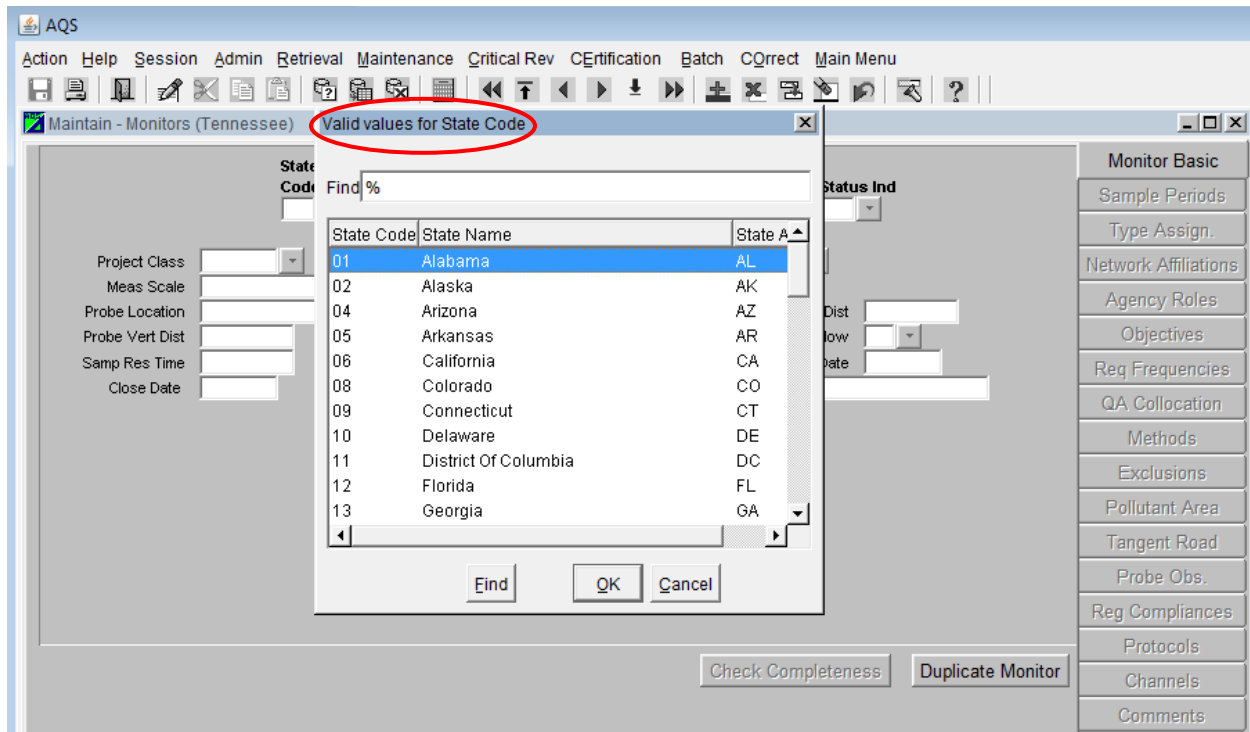 AQS
Action Help Session Admin Retrieval Maintenance Critical Rev CErtification Batch COrrect Main Menu
Maintain - Monitors (Tennessee)
Valid values for State Code
State
Code
Status Ind
Project Class
Meas Scale
Probe Location
Probe Vert Dist
Samp Res Time
Close Date
Dist
Find %
State Code State Name State A
01 Alabama AL
02 Alaska AK
04 Arizona AZ
05 Arkansas AR
06 California CA
08 Colorado CO
09 Connecticut CT
10 Delaware DE
11 District Of Columbia DC
12 Florida FL
13 Georgia GA
Find OK Cancel
Check Completeness Duplicate Monitor
Monitor Basic
Sample Periods
Type Assign.
Network Affiliations
Agency Roles
Objectives
Req Frequencies
QA Collocation
Methods
Exclusions
Pollutant Area
Tangent Road
Probe Obs.
Reg Compliances
Protocols
Channels
Comments